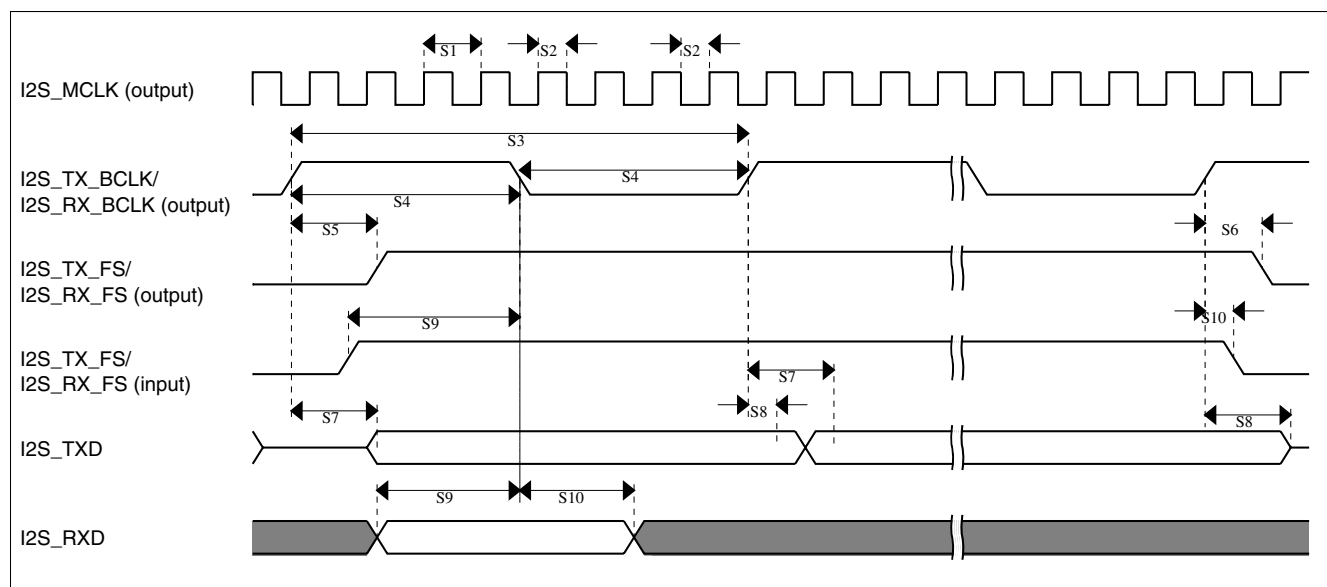 S1
S2
S2
I2S_MCLK (output)
S3
I2S_TX_BCLK/
I2S_RX_BCLK (output)
S4
S4
S5
S6
I2S_TX_FS/
I2S_RX_FS (output)
S9
S10
I2S_TX_FS/
I2S_RX_FS (input)
S7
S7
S8
S8
I2S_TXD
S9
S10
I2S_RXD